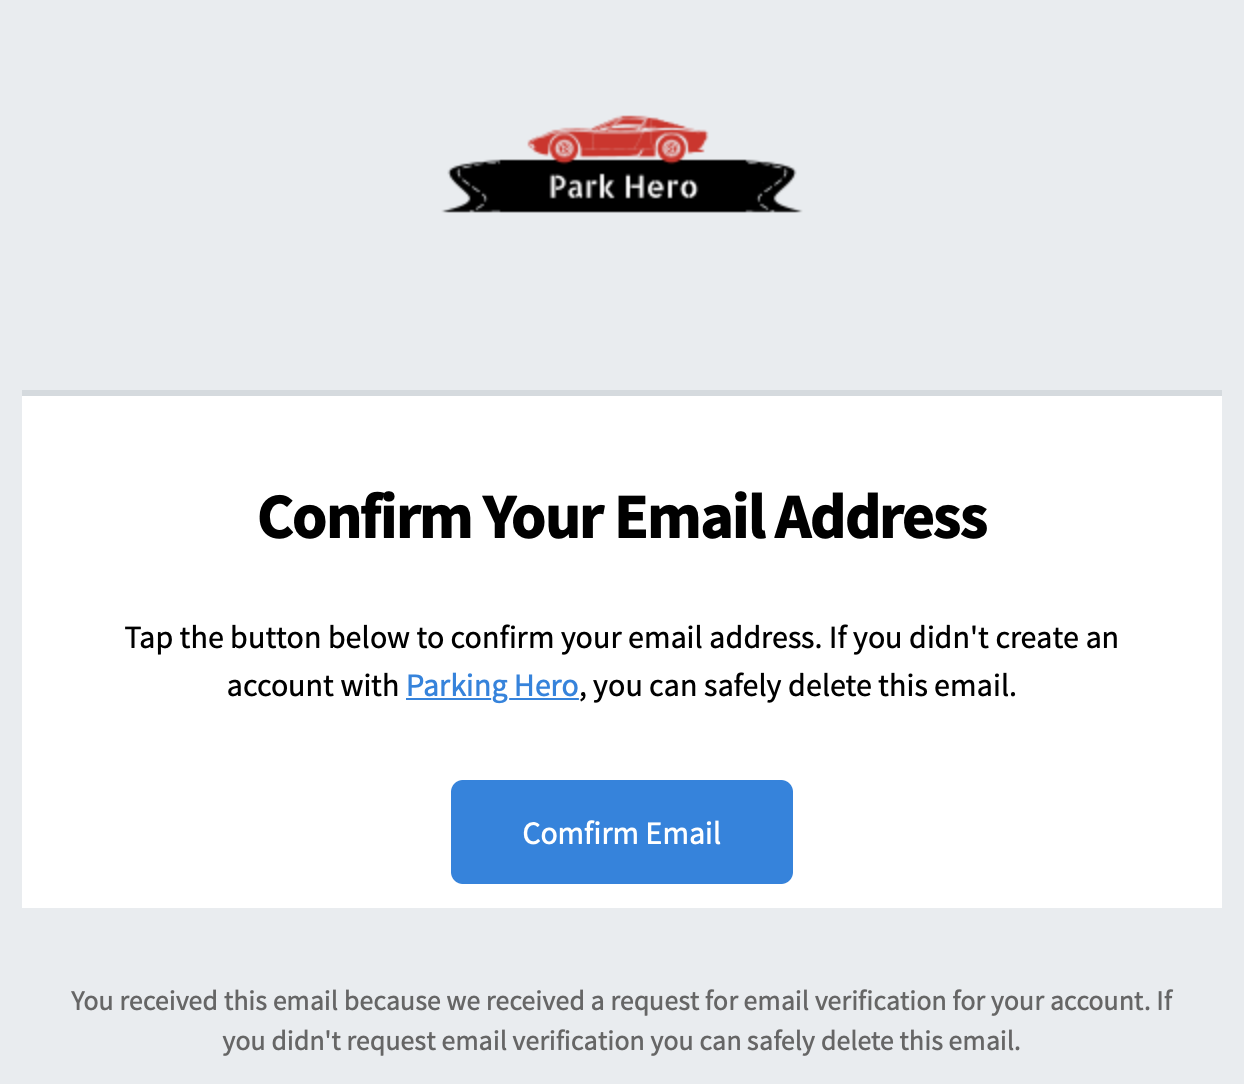 Park Hero
Confirm Your Email Address
Tap the button below to confirm your email address. If you didn't create an
account with Parking Hero, you can safely delete this email.
Comfirm Email
You received this email because we received a request for email verification for your account. If
you didn't request email verification you can safely delete this email.